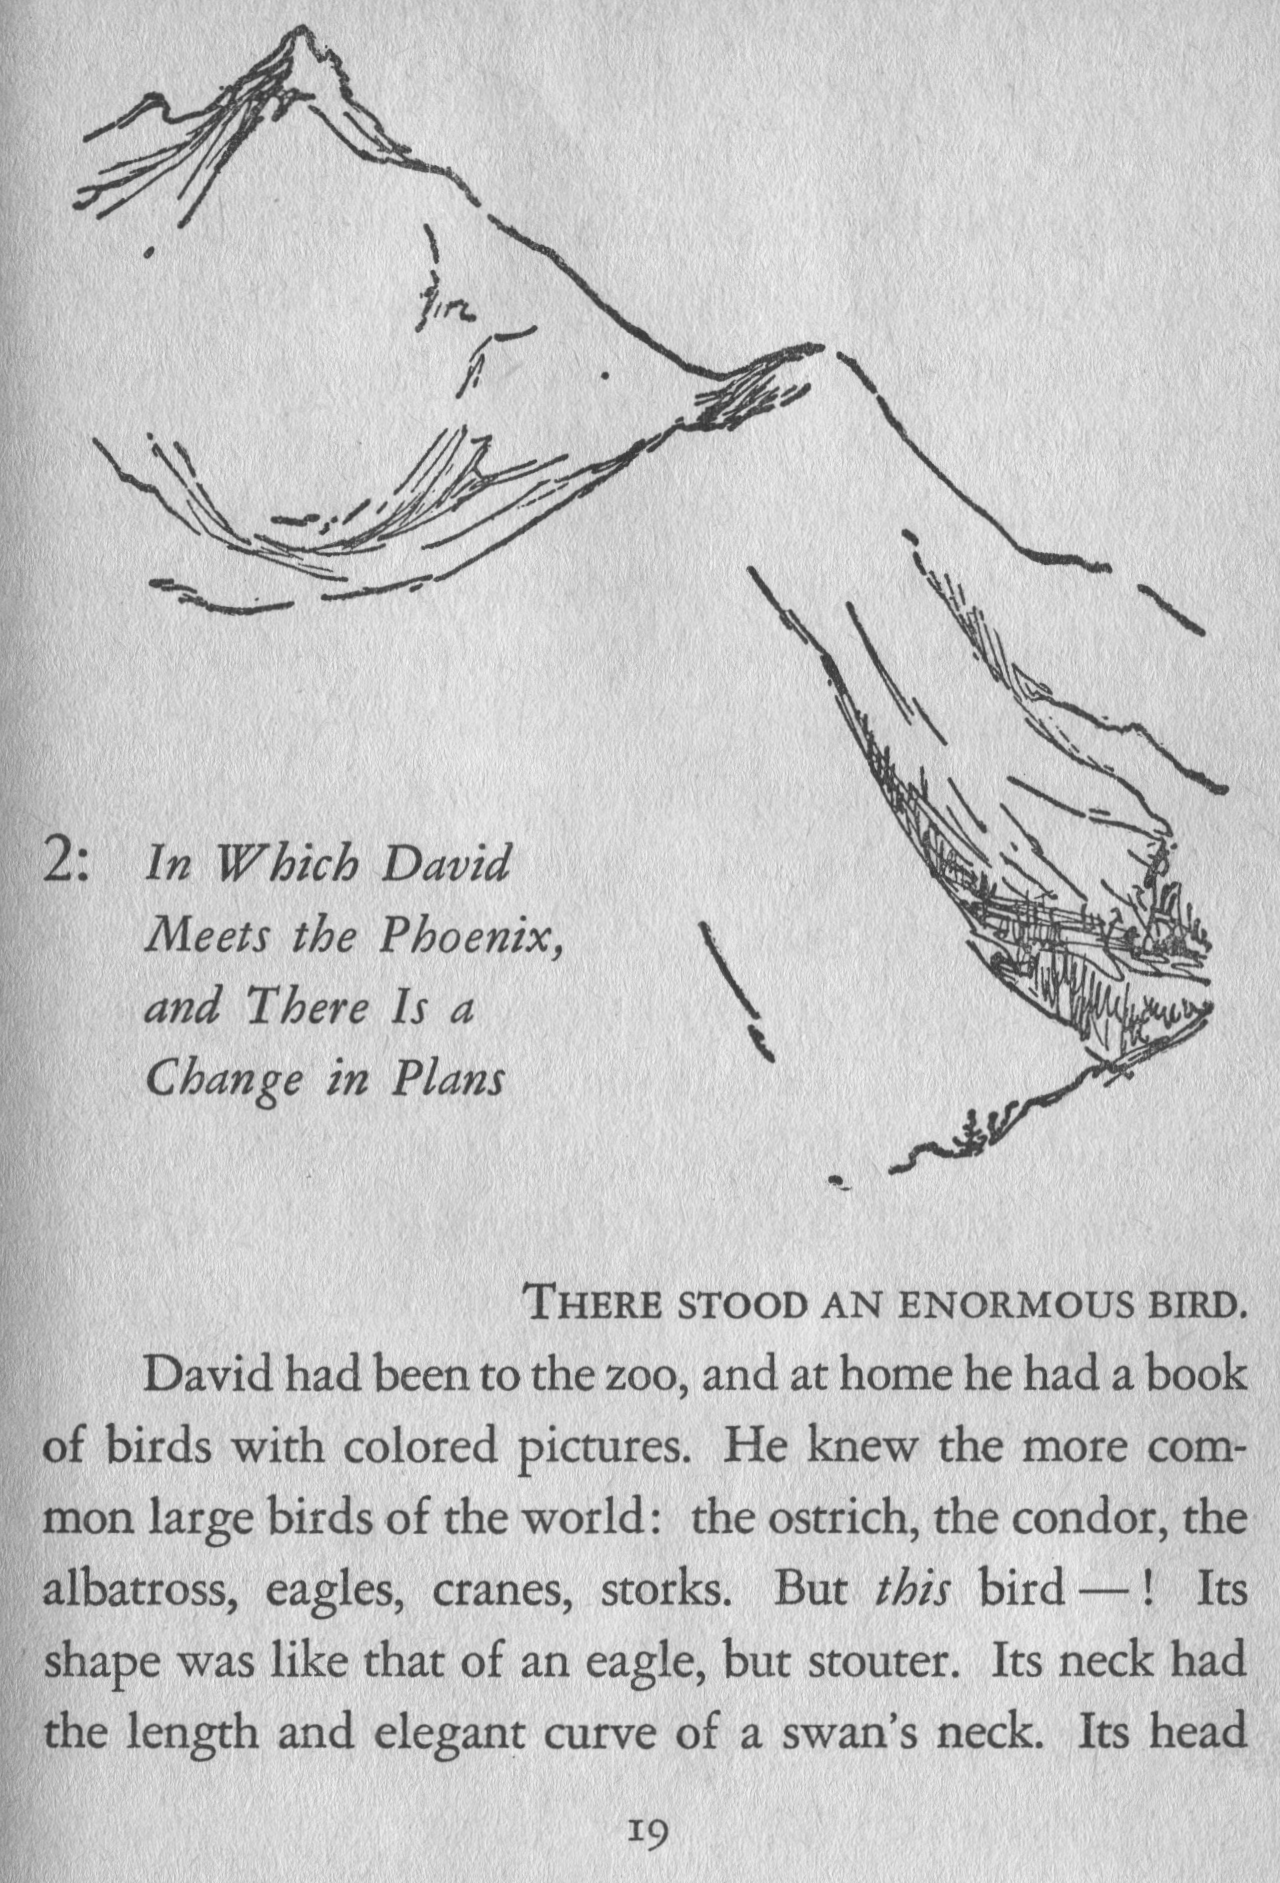 2: In Which David
Meets the Phoenix,
and There Is a
Change in Plans
THERE STOOD AN ENORMOUS BIRD.
David had been to the zoo, and at home he had a book
of birds with colored pictures. He knew the more com-
mon large birds of the world: the ostrich, the condor, the
albatross, eagles, cranes, storks. But this bird — ! Its
shape was like that of an eagle, but stouter. Its neck had
the length and elegant curve of a swan's neck. Its head
19